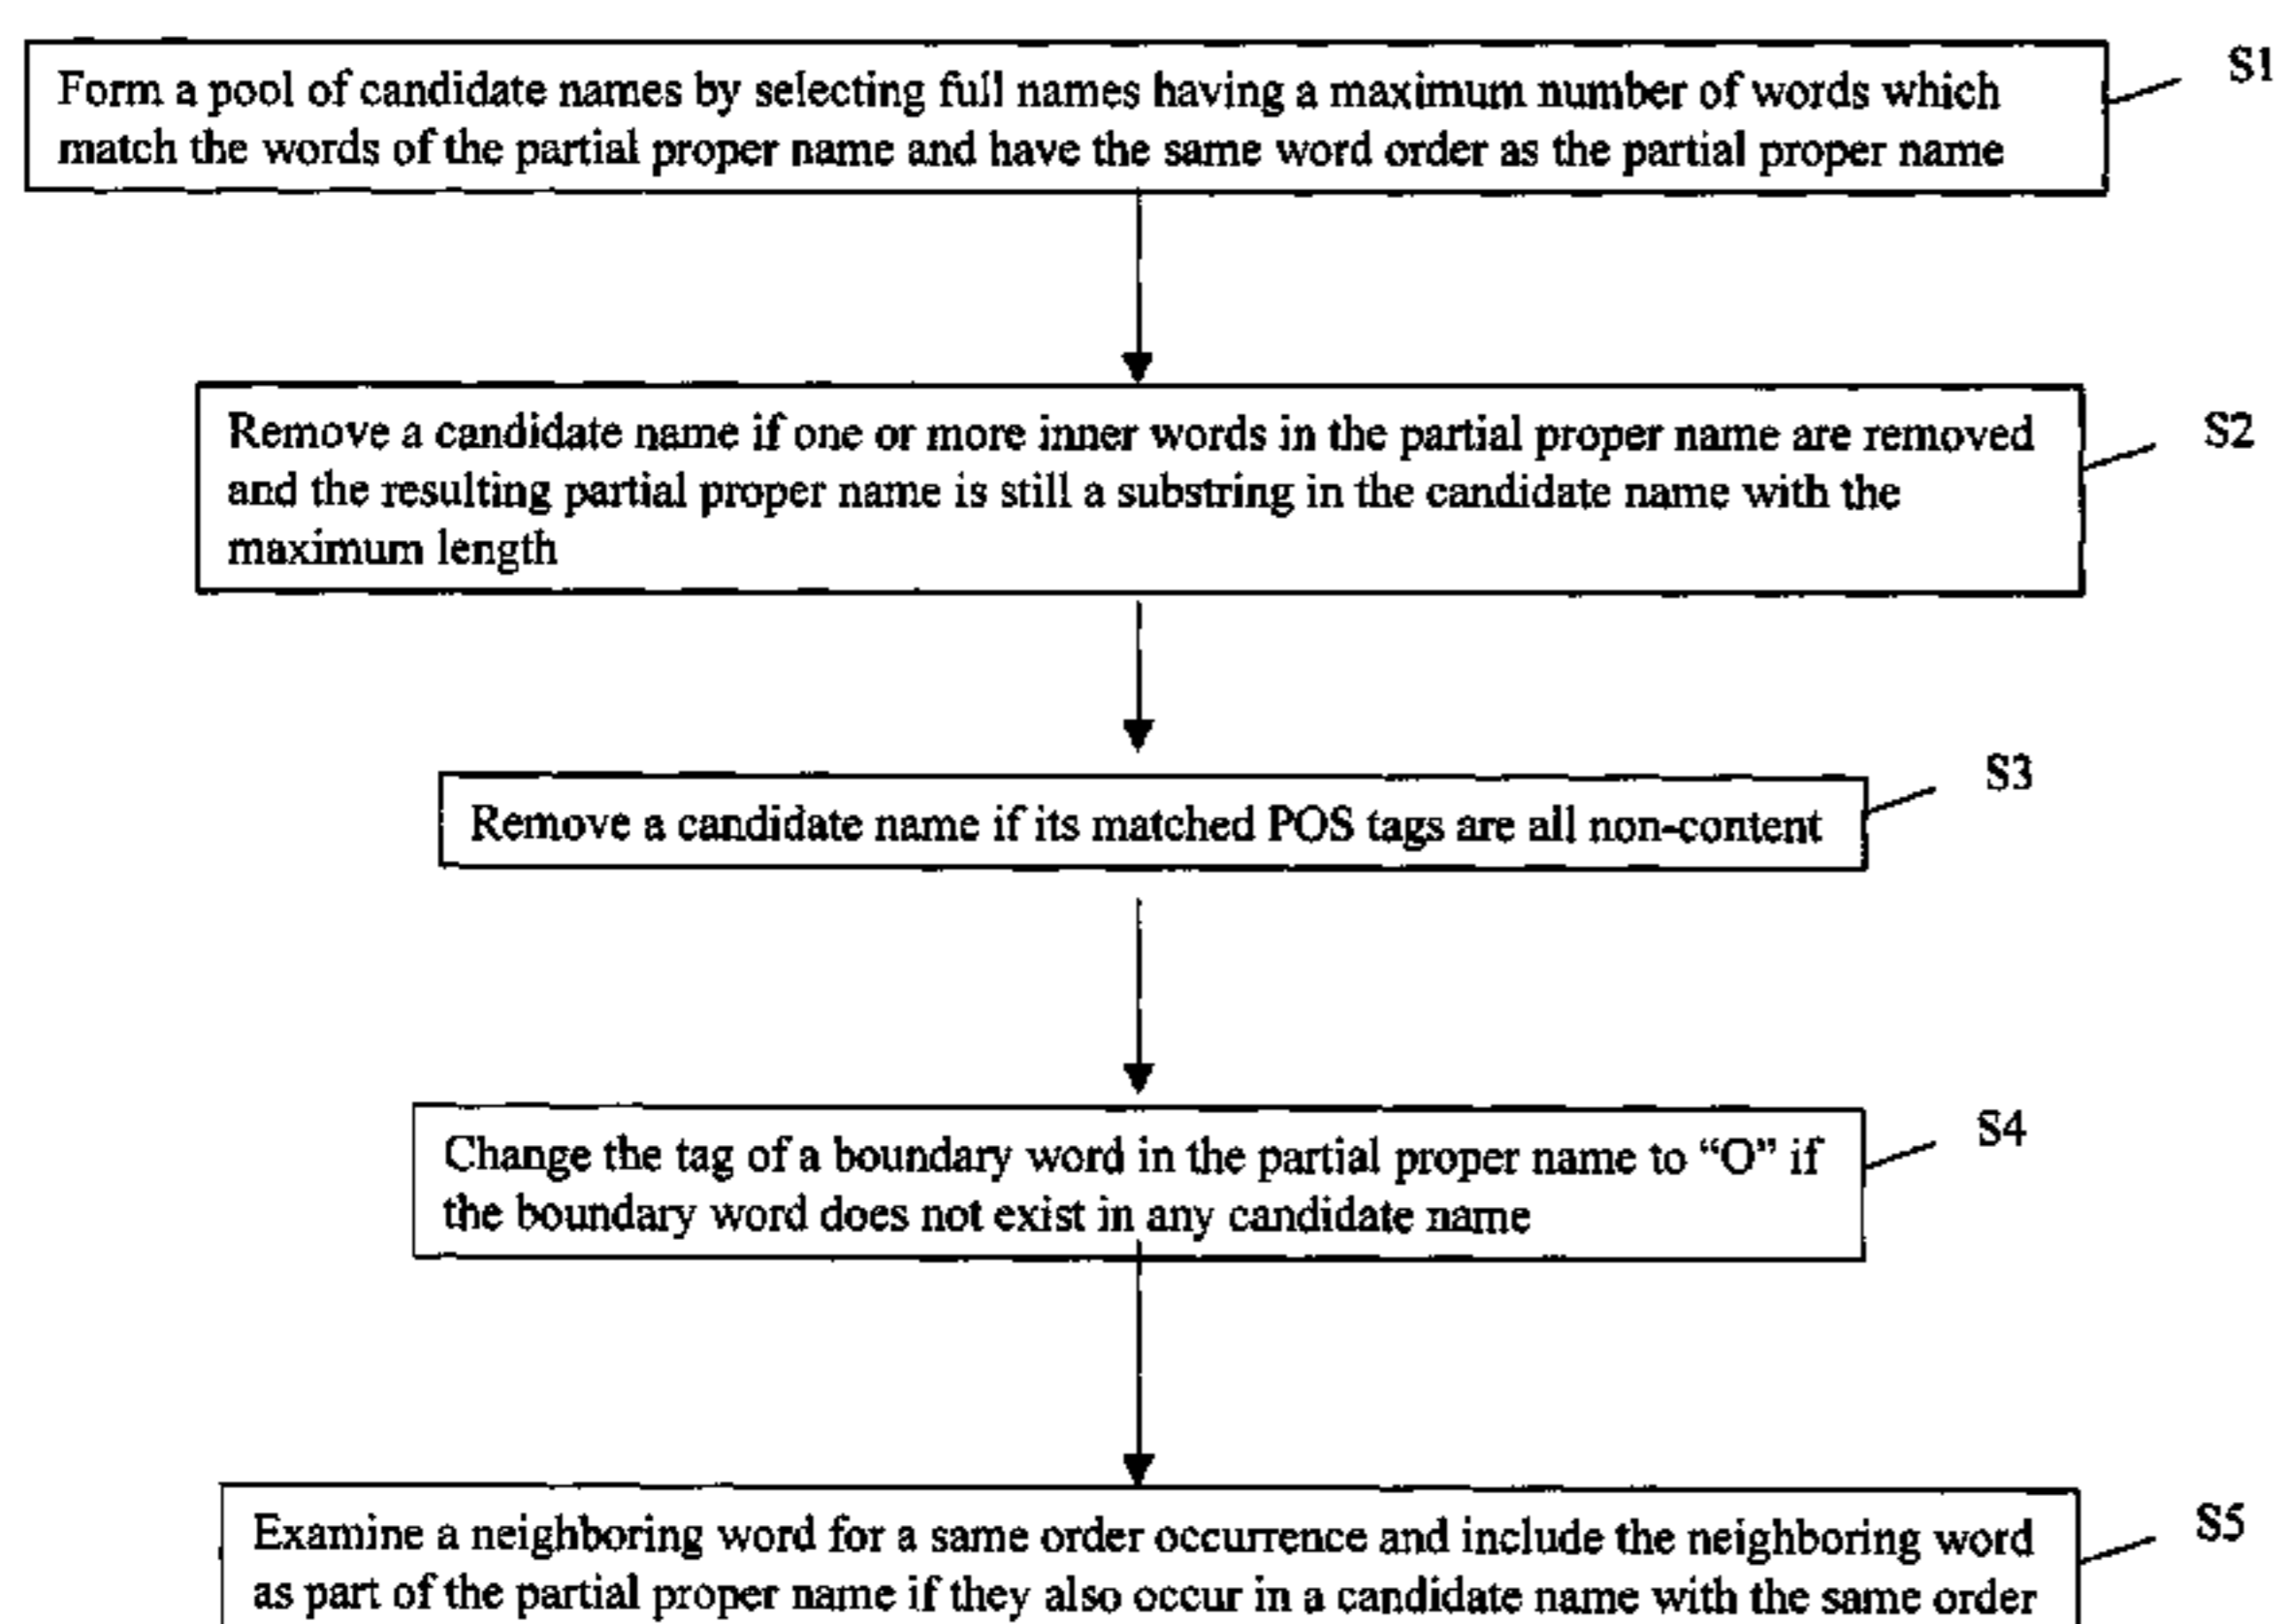 S1
Form a pool of candidate names by selecting full names having a maximum number of words which
match the words of the partial proper name and have the same word order as the partial proper name
S2
Remove a candidate name if one or more inner words in the partial proper name are removed
and the resulting partial proper name is still a substring in the candidate name with the
maximum length
S3
Remove a candidate name if its matched POS tags are all non-content
S4
Change the tag of a boundary word in the partial proper name to “O” if
the boundary word does not exist in any candidate name
S5
Examine a neighboring word for a same order occurrence and include the neighboring word
as part of the partial proper name if they also occur in a candidate name with the same order